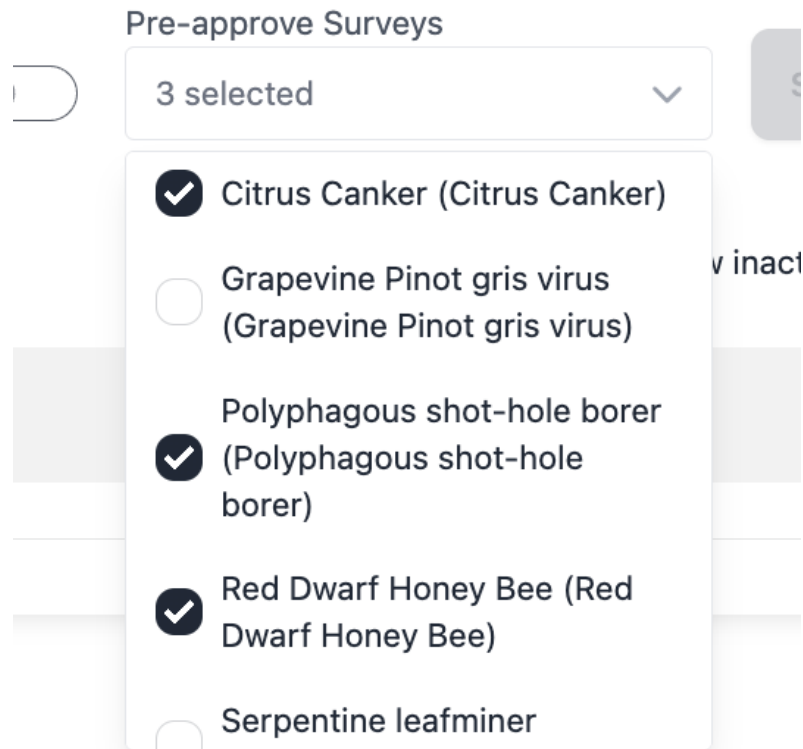 Pre-approve Surveys
3 selected
Citrus Canker (Citrus Canker)
Grapevine Pinot gris virus
(Grapevine Pinot gris virus)
Polyphagous shot-hole borer
(Polyphagous shot-hole
borer)
Red Dwarf Honey Bee (Red
Dwarf Honey Bee)
Serpentine leafminer